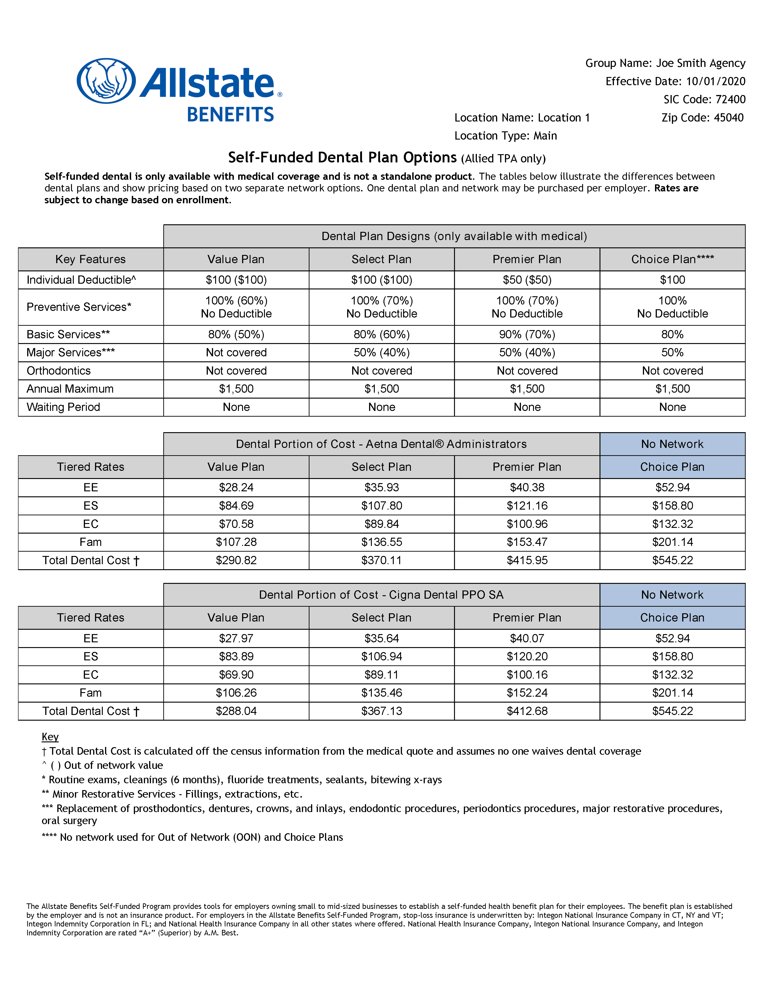 Allstate®
BENEFITS
Group Name: Joe Smith Agency
Effective Date: 10/01/2020
SIC Code: 72400
Location Name: Location 1 Zip Code: 45040
Location Type: Main
Self-Funded Dental Plan Options (Allied TPA only)
Self-funded dental is only available with medical coverage and is not a standalone product. The tables below illustrate the differences between
dental plans and show pricing based on two separate network options. One dental plan and network may be purchased per employer. Rates are
subject to change based on enrollment.
Dental Plan Designs (only available with medical)
Key Features Value Plan Select Plan Premier Plan Choice Plan****
Individual Deductible^ $100 ($100) $100 ($100) $50 ($50) $100
Preventive Services* 100% (60%) 100% (70%) 100% (70%) 100%
No Deductible No Deductible No Deductible No Deductible
Basic Services** 80% (50%) 80% (60%) 90% (70%) 80%
Major Services*** Not covered 50% (40%) 50% (40%) 50%
Orthodontics Not covered Not covered Not covered Not covered
Annual Maximum $1,500 $1,500 $1,500 $1,500
Waiting Period None None None None
Dental Portion of Cost - Aetna Dental® Administrators No Network
Tiered Rates Value Plan Select Plan Premier Plan Choice Plan
EE $28.24 $35.93 $40.38 $52.94
ES $84.69 $107.80 $121.16 $158.80
EC $70.58 $89.84 $100.96 $132.32
Fam $107.28 $136.55 $153.47 $201.14
Total Dental Cost † $290.82 $370.11 $415.95 $545.22
Dental Portion of Cost - Cigna Dental PPO SA No Network
Tiered Rates Value Plan Select Plan Premier Plan Choice Plan
EE $27.97 $35.64 $40.07 $52.94
ES $83.89 $106.94 $120.20 $158.80
EC $69.90 $89.11 $100.16 $132.32
Fam $106.26 $135.46 $152.24 $201.14
Total Dental Cost † $288.04 $367.13 $412.68 $545.22
Key
† Total Dental Cost is calculated off the census information from the medical quote and assumes no one waives dental coverage
^ ( ) Out of network value
* Routine exams, cleanings (6 months), fluoride treatments, sealants, bitewing x-rays
** Minor Restorative Services - Fillings, extractions, etc.
*** Replacement of prosthodontics, dentures, crowns, and inlays, endodontic procedures, periodontics procedures, major restorative procedures,
oral surgery
**** No network used for Out of Network (OON) and Choice Plans
The Allstate Benefits Self-Funded Program provides tools for employers owning small to mid-sized businesses to establish a self-funded health benefit plan for their employees. The benefit plan is established
by the employer and is not an insurance product. For employers in the Allstate Benefits Self-Funded Program, stop-loss insurance is underwritten by: Integon National Insurance Company in CT, NY and VT;
Integon Indemnity Corporation in FL; and National Health Insurance Company in all other states where offered. National Health Insurance Company, Integon National Insurance Company, and Integon
Indemnity Corporation are rated “A+” (Superior) by A.M. Best.